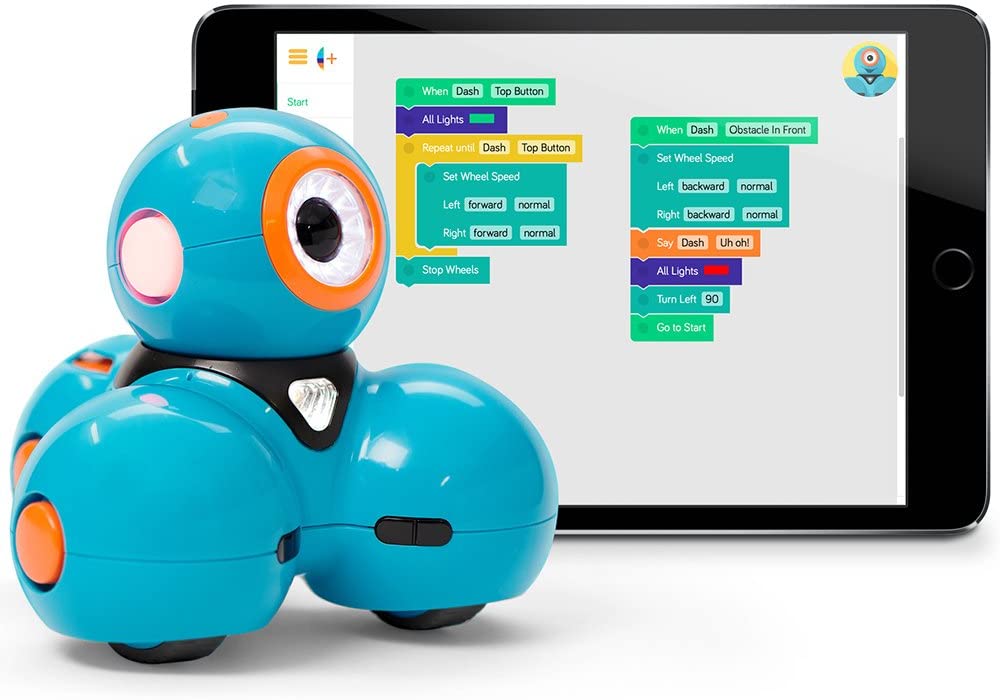 Start
When Dash Top Button
All Lights
Repeat until Dash Top Button
Set Wheel Speed
Left forward normal
Right forward normal
Stop Wheels
When Dash Obstacle In Front
Set Wheel Speed
Left backward normal
Right backward normal
Say Dash Uh oh!
All Lights
Turn Left 90
Go to Start